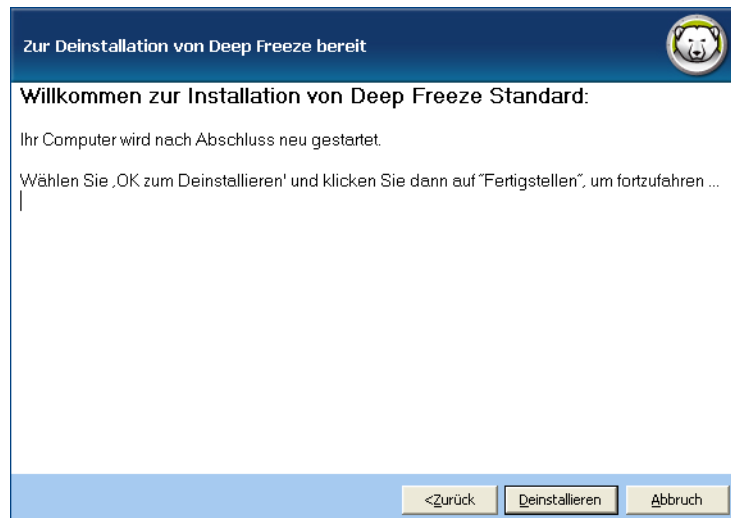 Zur Deinstallation von Deep Freeze bereit
Willkommen zur Installation von Deep Freeze Standard:
Ihr Computer wird nach Abschluss neu gestartet.
Wählen Sie ‚OK zum Deinstallieren' und klicken Sie dann auf "Fertigstellen", um fortzufahren ...
<Zurück Deinstallieren Abbruch